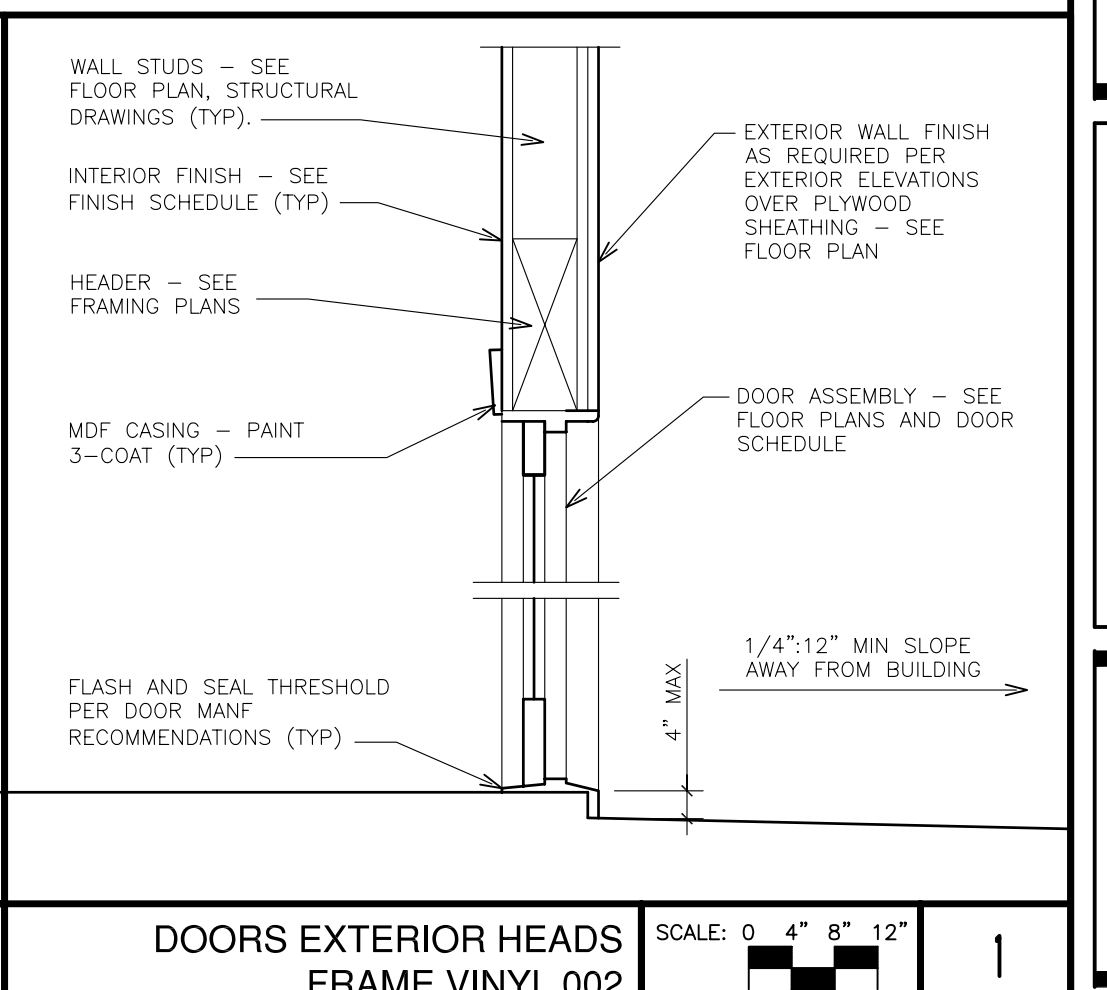 WALL STUDS – SEE
FLOOR PLAN, STRUCTURAL
DRAWINGS (TYP).
INTERIOR FINISH – SEE
FINISH SCHEDULE (TYP)
HEADER – SEE
FRAMING PLANS
MDF CASING – PAINT
3–COAT (TYP)
FLASH AND SEAL THRESHOLD
PER DOOR MANF
RECOMMENDATIONS (TYP)
EXTERIOR WALL FINISH
AS REQUIRED PER
EXTERIOR ELEVATIONS
OVER PLYWOOD
SHEATHING – SEE
FLOOR PLAN
DOOR ASSEMBLY – SEE
FLOOR PLANS AND DOOR
SCHEDULE
1/4":12" MIN SLOPE
AWAY FROM BUILDING
4" MAX
DOORS EXTERIOR HEADS
FRAME VINYL 002
SCALE: 0 4" 8" 12"
1